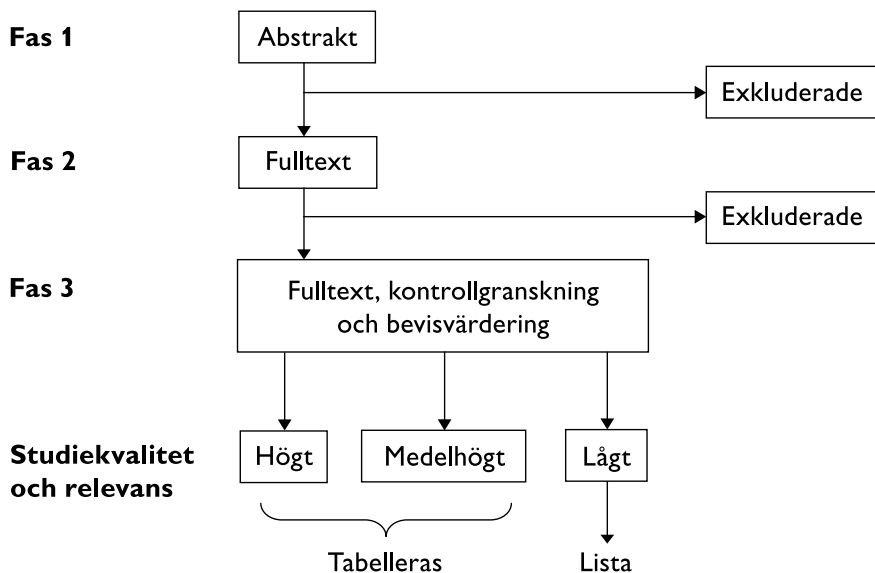 Fas 1
Abstrakt
Exkluderade
Fas 2
Fulltext
Exkluderade
Fas 3
Fulltext, kontrollgranskning
och bevisvärdering
Studiekvalitet
och relevans
Högt
Medelhögt
Lågt
Tabelleras
Lista